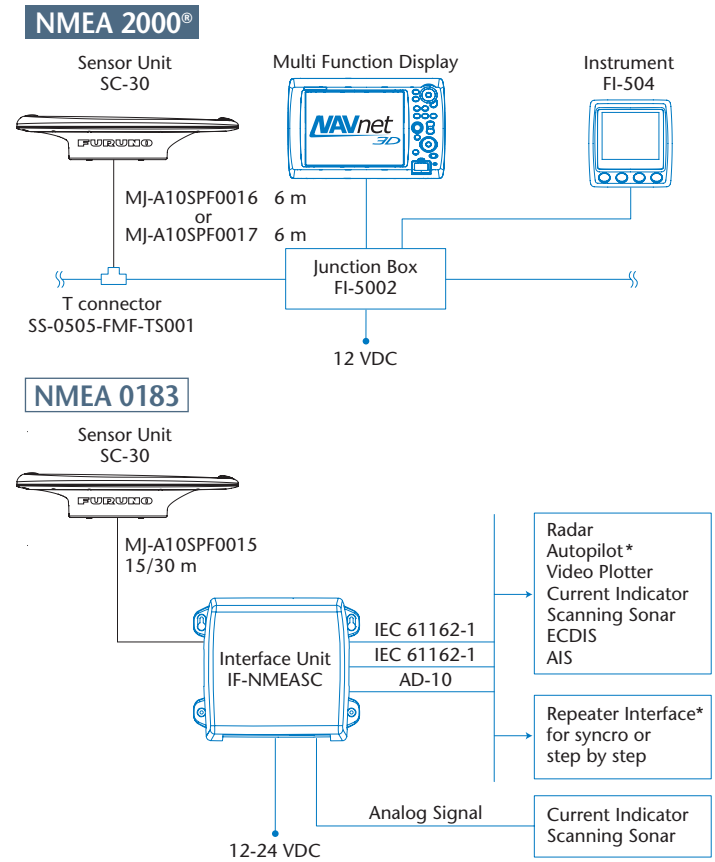 NMEA 2000®
Sensor Unit
SC-30
Multi Function Display
Instrument
FI-504
FURUNO
NAVnet
3D
MJ-A10SPF0016 6 m
or
MJ-A10SPF0017 6 m
Junction Box
FI-5002
T connector
SS-0505-FMF-TS001
12 VDC
NMEA 0183
Sensor Unit
SC-30
FURUNO
MJ-A10SPF0015
15/30 m
Interface Unit
IF-NMEASC
IEC 61162-1
IEC 61162-1
AD-10
Radar
Autopilot*
Video Plotter
Current Indicator
Scanning Sonar
ECDIS
AIS
Repeater Interface*
for syncro or
step by step
Analog Signal
Current Indicator
Scanning Sonar
12-24 VDC